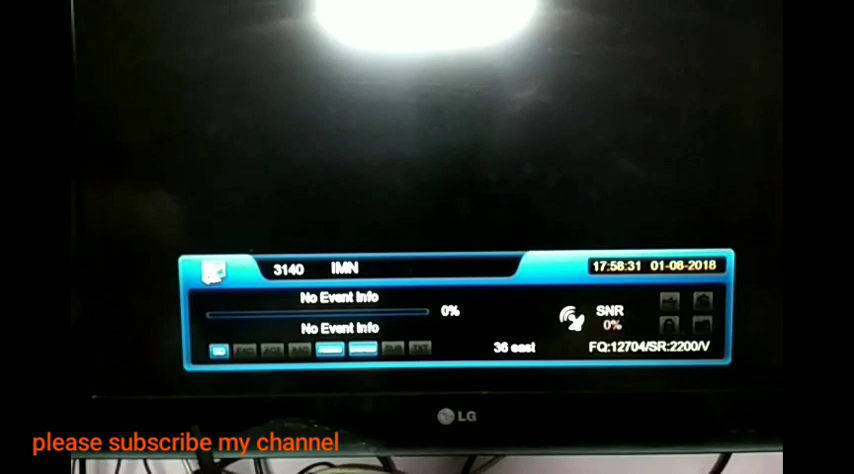 3140 IMN
17:58:31 01-08-2018
No Event Info
0%
No Event Info
SNR
0%
36 east
FQ:12704/SR:2200/V
LG
please subscribe my channel